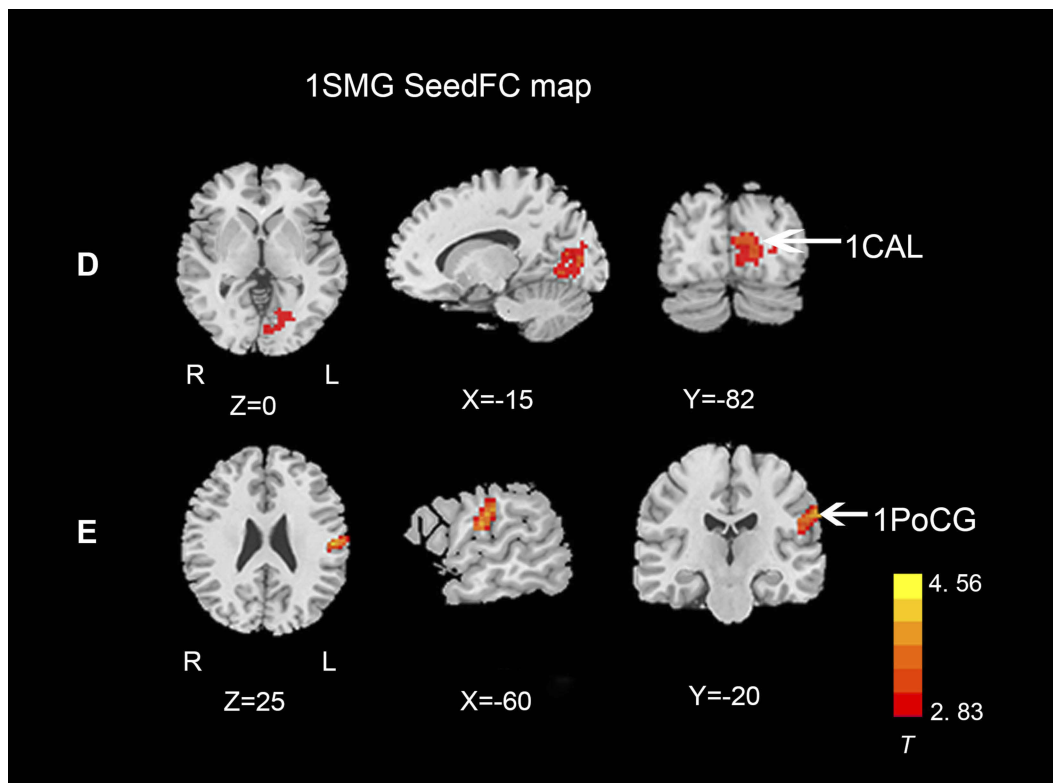 1SMG SeedFC map
D
1CAL
R
L
Z=0
X=-15
Y=-82
E
1PoCG
4. 56
2. 83
T
R
L
Z=25
X=-60
Y=-20